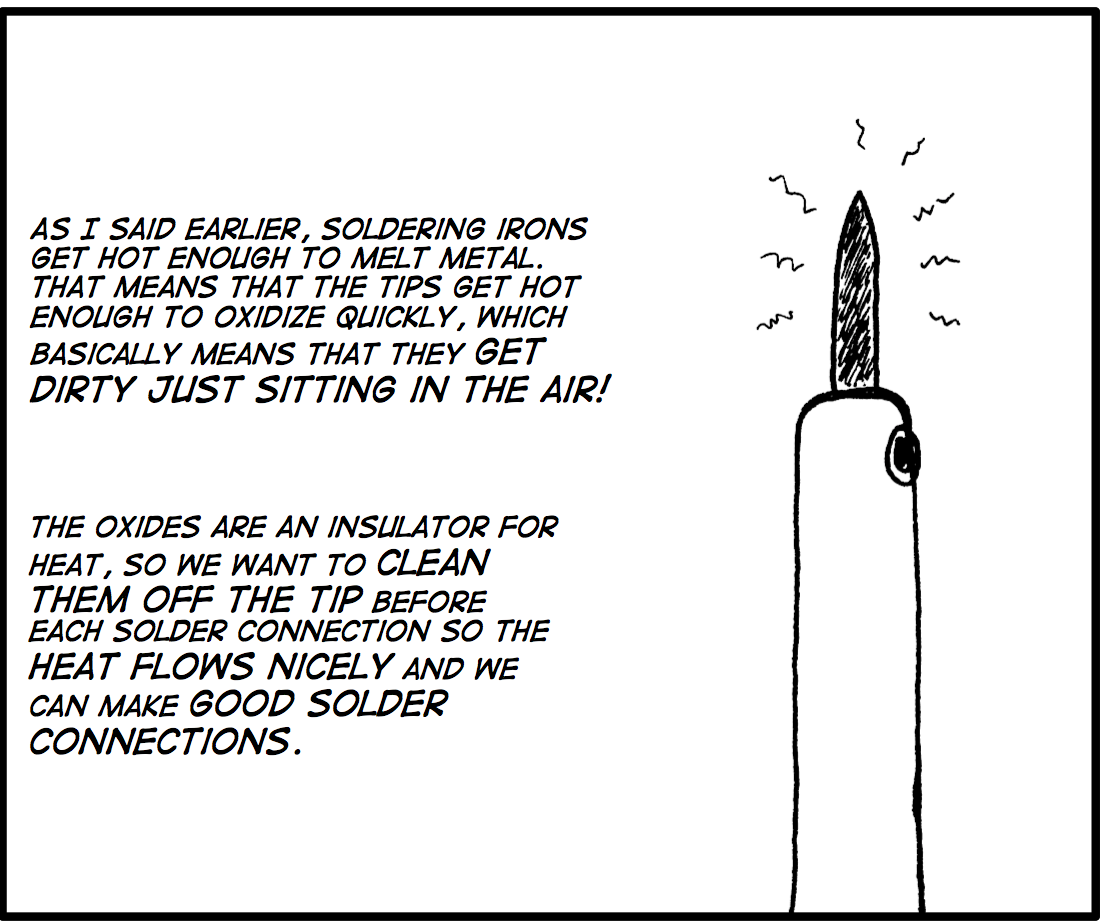 AS I SAID EARLIER, SOLDERING IRONS
GET HOT ENOUGH TO MELT METAL.
THAT MEANS THAT THE TIPS GET HOT
ENOUGH TO OXIDIZE QUICKLY, WHICH
BASICALLY MEANS THAT THEY GET
DIRTY JUST SITTING IN THE AIR!
THE OXIDES ARE AN INSULATOR FOR
HEAT, SO WE WANT TO CLEAN
THEM OFF THE TIP BEFORE
EACH SOLDER CONNECTION SO THE
HEAT FLOWS NICELY AND WE
CAN MAKE GOOD SOLDER
CONNECTIONS.